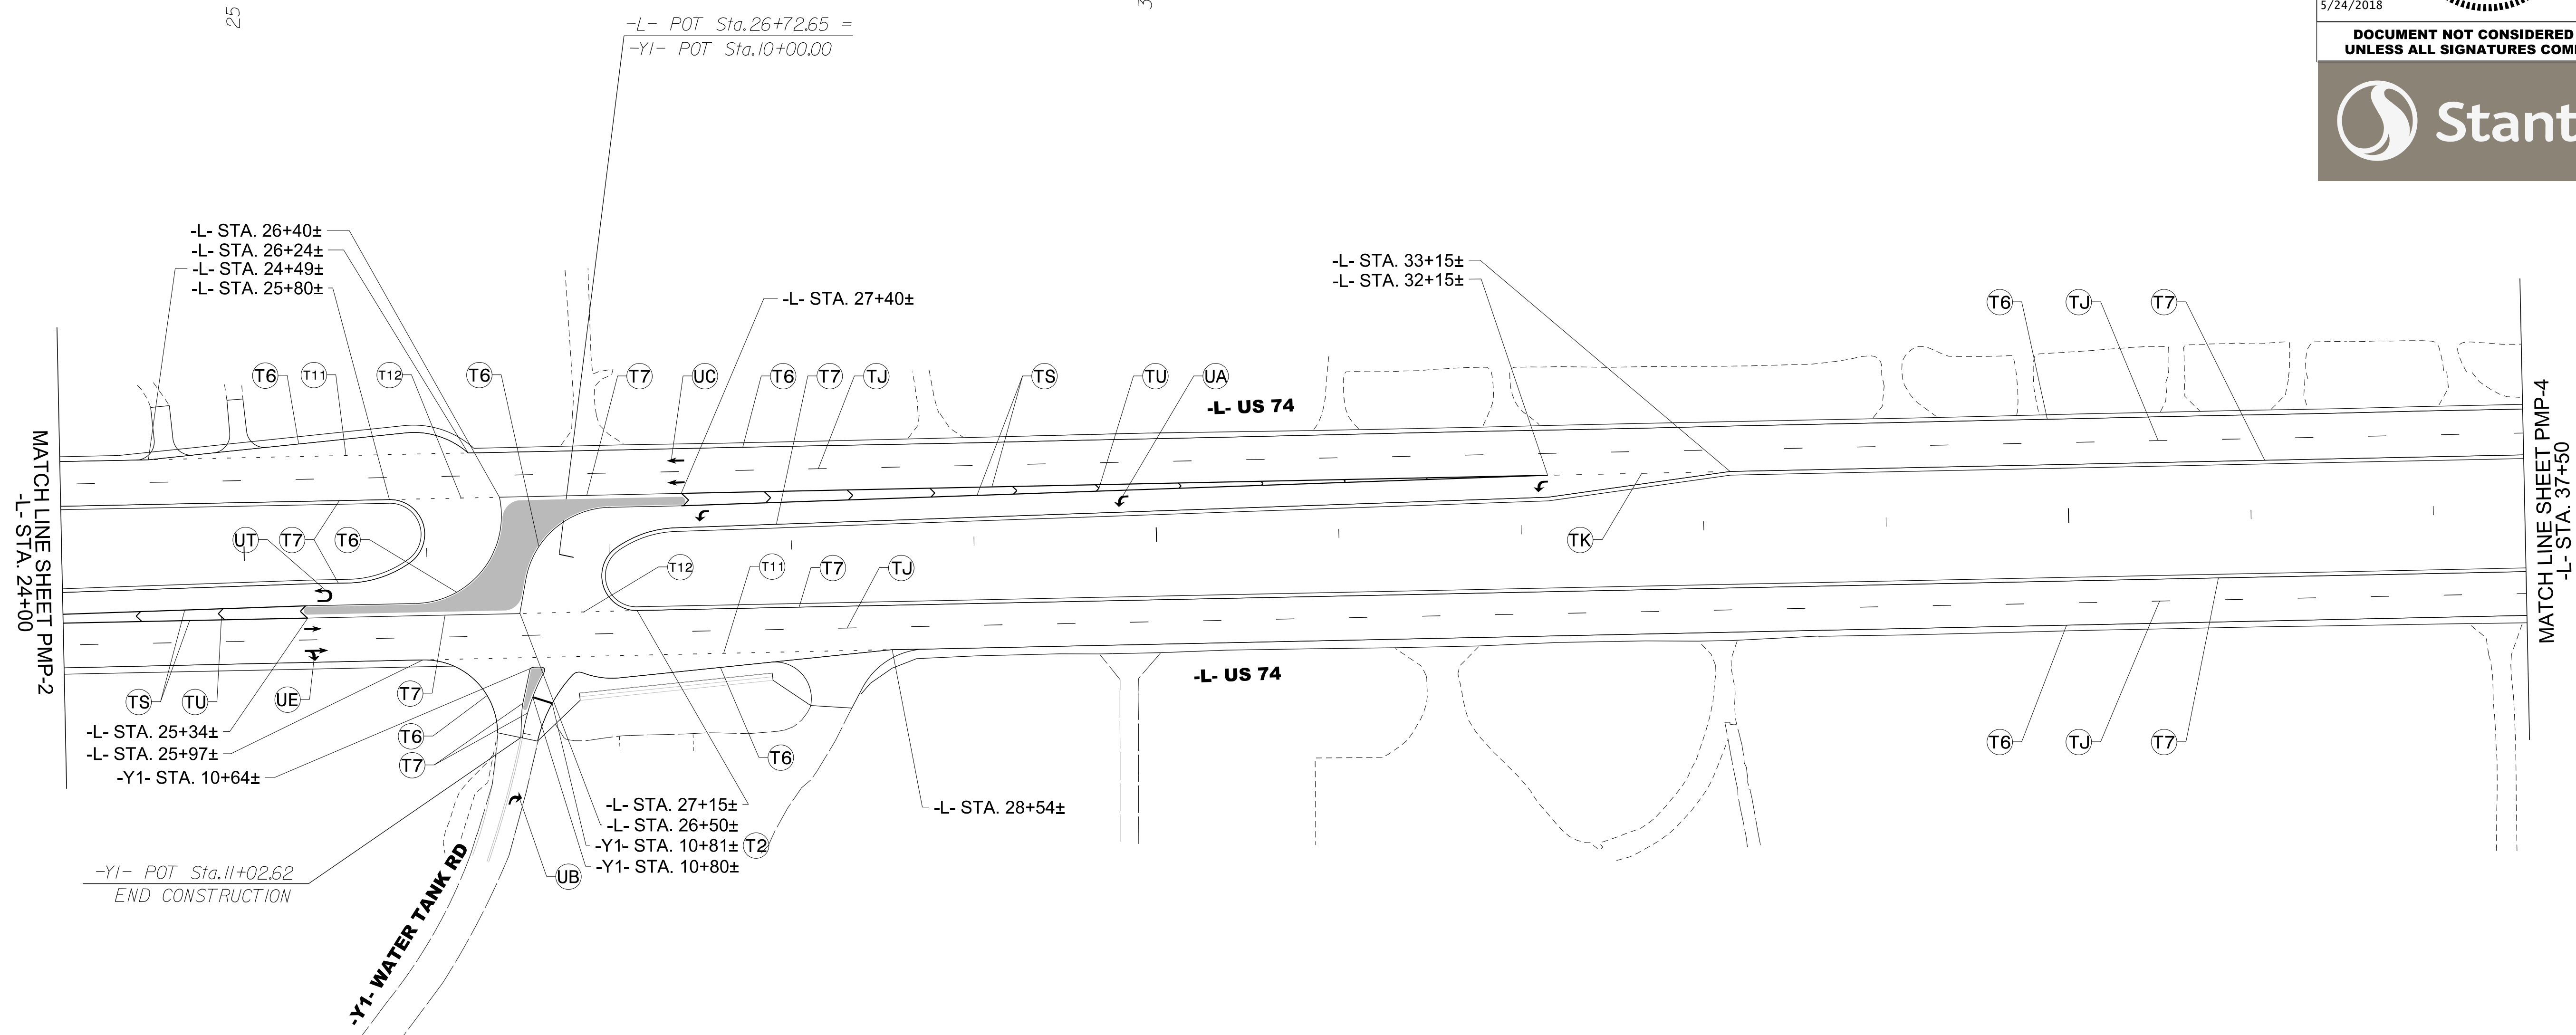 25
-L- POT Sta.26+72.65 =
-Y1- POT Sta.10+00.00
5/24/2018
DOCUMENT NOT CONSIDERED
UNLESS ALL SIGNATURES
-L- STA. 26+40±
-L- STA. 26+24±
-L- STA. 24+49±
-L- STA. 25+80±
-L- STA. 27+40±
-L- STA. 33+15±
-L- STA. 32+15±
T6 TJ T7
T6 T11 T12 T6 T7 UC T6 T7 TJ TS TU UA
-L- US 74
MATCH LINE SHEET PMP-2
-L- STA. 24+00
MATCH LINE SHEET PMP-4
-L- STA. 37+50
UT T7 T6 TK
T12 T11 T7 TJ
-L- US 74
TS TU UE T7
-L- STA. 25+34±
-L- STA. 25+97±
-Y1- STA. 10+64±
T6
T7
T6
T6 TJ T7
-L- STA. 27+15±
-L- STA. 26+50±
-Y1- STA. 10+81± T2
-Y1- STA. 10+80±
-L- STA. 28+54±
UB
-Y1- POT Sta.11+02.62
END CONSTRUCTION
-Y1- WATER TANK RD